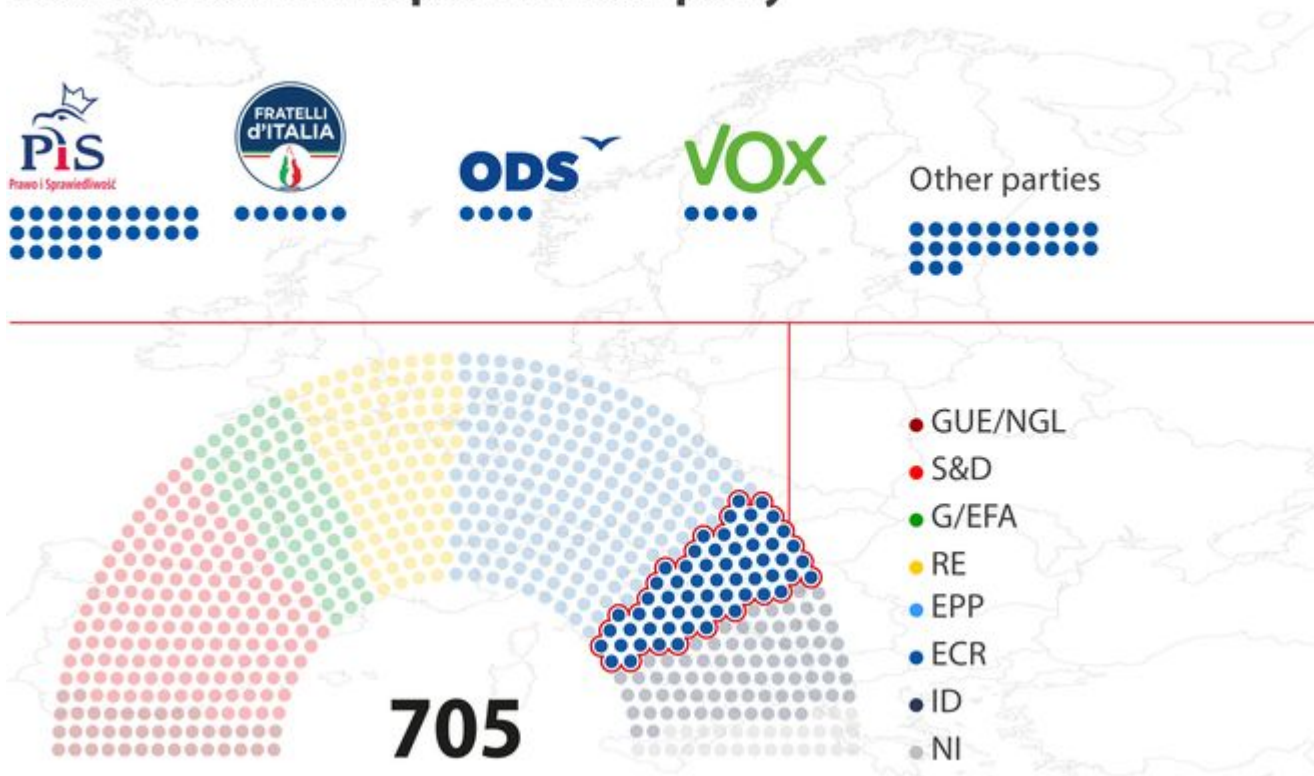 PiS
Prawo i Sprawiedliwość
FRATELLI
d'ITALIA
ODS
VOX
Other parties
GUE/NGL
S&D
G/EFA
RE
EPP
ECR
ID
NI
705